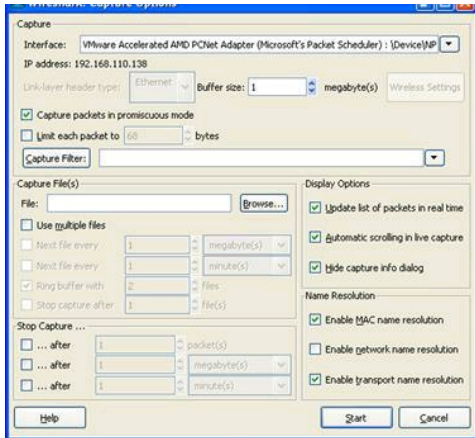 Wireshark: Capture Options
Capture
Interface: VMware Accelerated AMD PCNet Adapter (Microsoft's Packet Scheduler) : \Device\NP
IP address: 192.168.110.138
Link-layer header type: Ethernet Buffer size: 1 megabyte(s) Wireless Settings
Capture packets in promiscuous mode
Limit each packet to 68 bytes
Capture Filter:
Capture File(s)
File: Browse...
Use multiple files
Next file every 1 megabyte(s)
Next file every 1 minute(s)
Ring buffer with 2 files
Stop capture after 1 file(s)
Stop Capture ...
... after 1 packet(s)
... after 1 megabyte(s)
... after 1 minute(s)
Display Options
Update list of packets in real time
Automatic scrolling in live capture
Hide capture info dialog
Name Resolution
Enable MAC name resolution
Enable network name resolution
Enable transport name resolution
Help Start Cancel